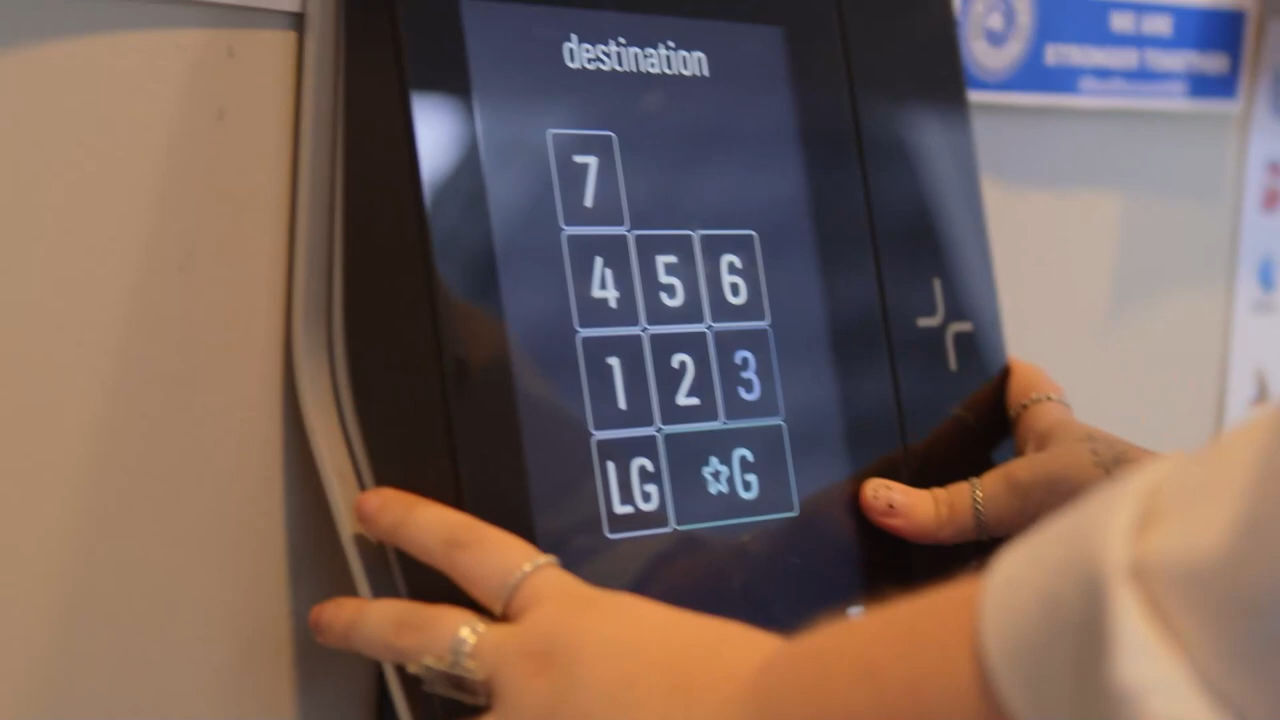 destination
7
4 5 6
1 2 3
LG ☆G
WE ARE
STRONGER TOGETHER